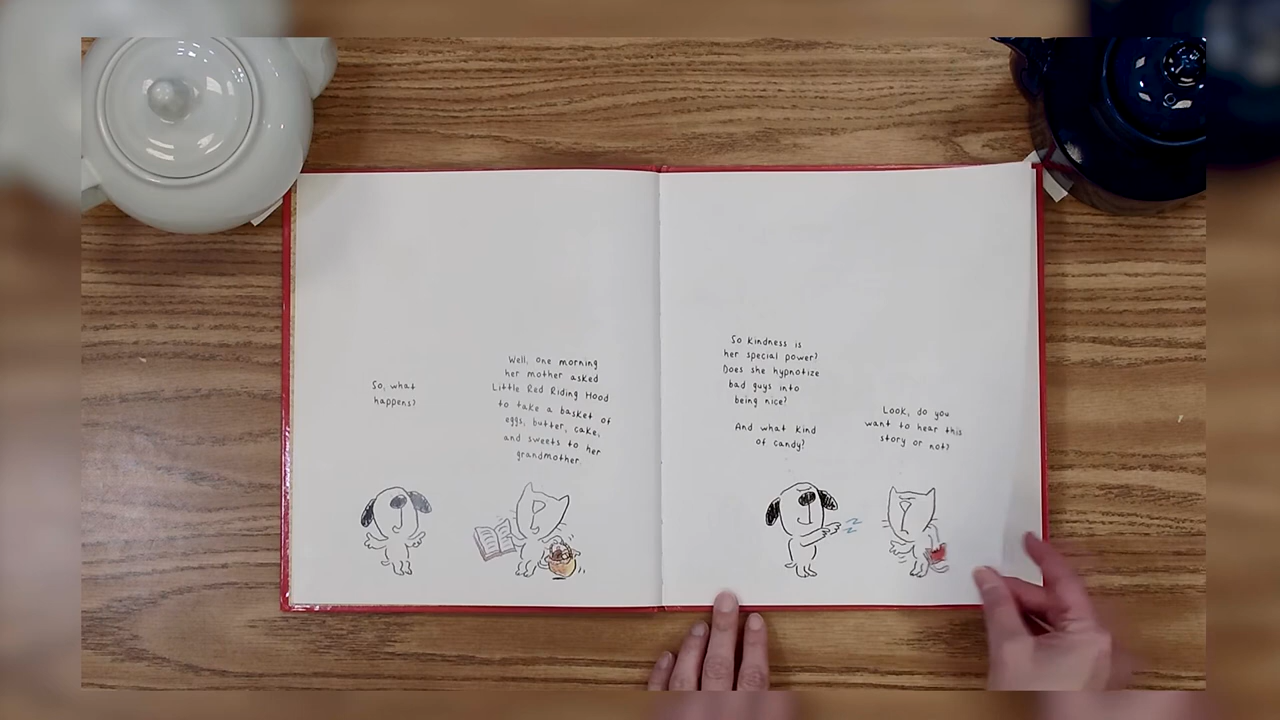 So, what
happens?
Well, one morning
her mother asked
Little Red Riding Hood
to take a basket of
eggs, butter, cake,
and sweets to her
grandmother.
So kindness is
her special power?
Does she hypnotize
bad guys into
being nice?
And what kind
of candy?
Look, do you
want to hear this
story or not?